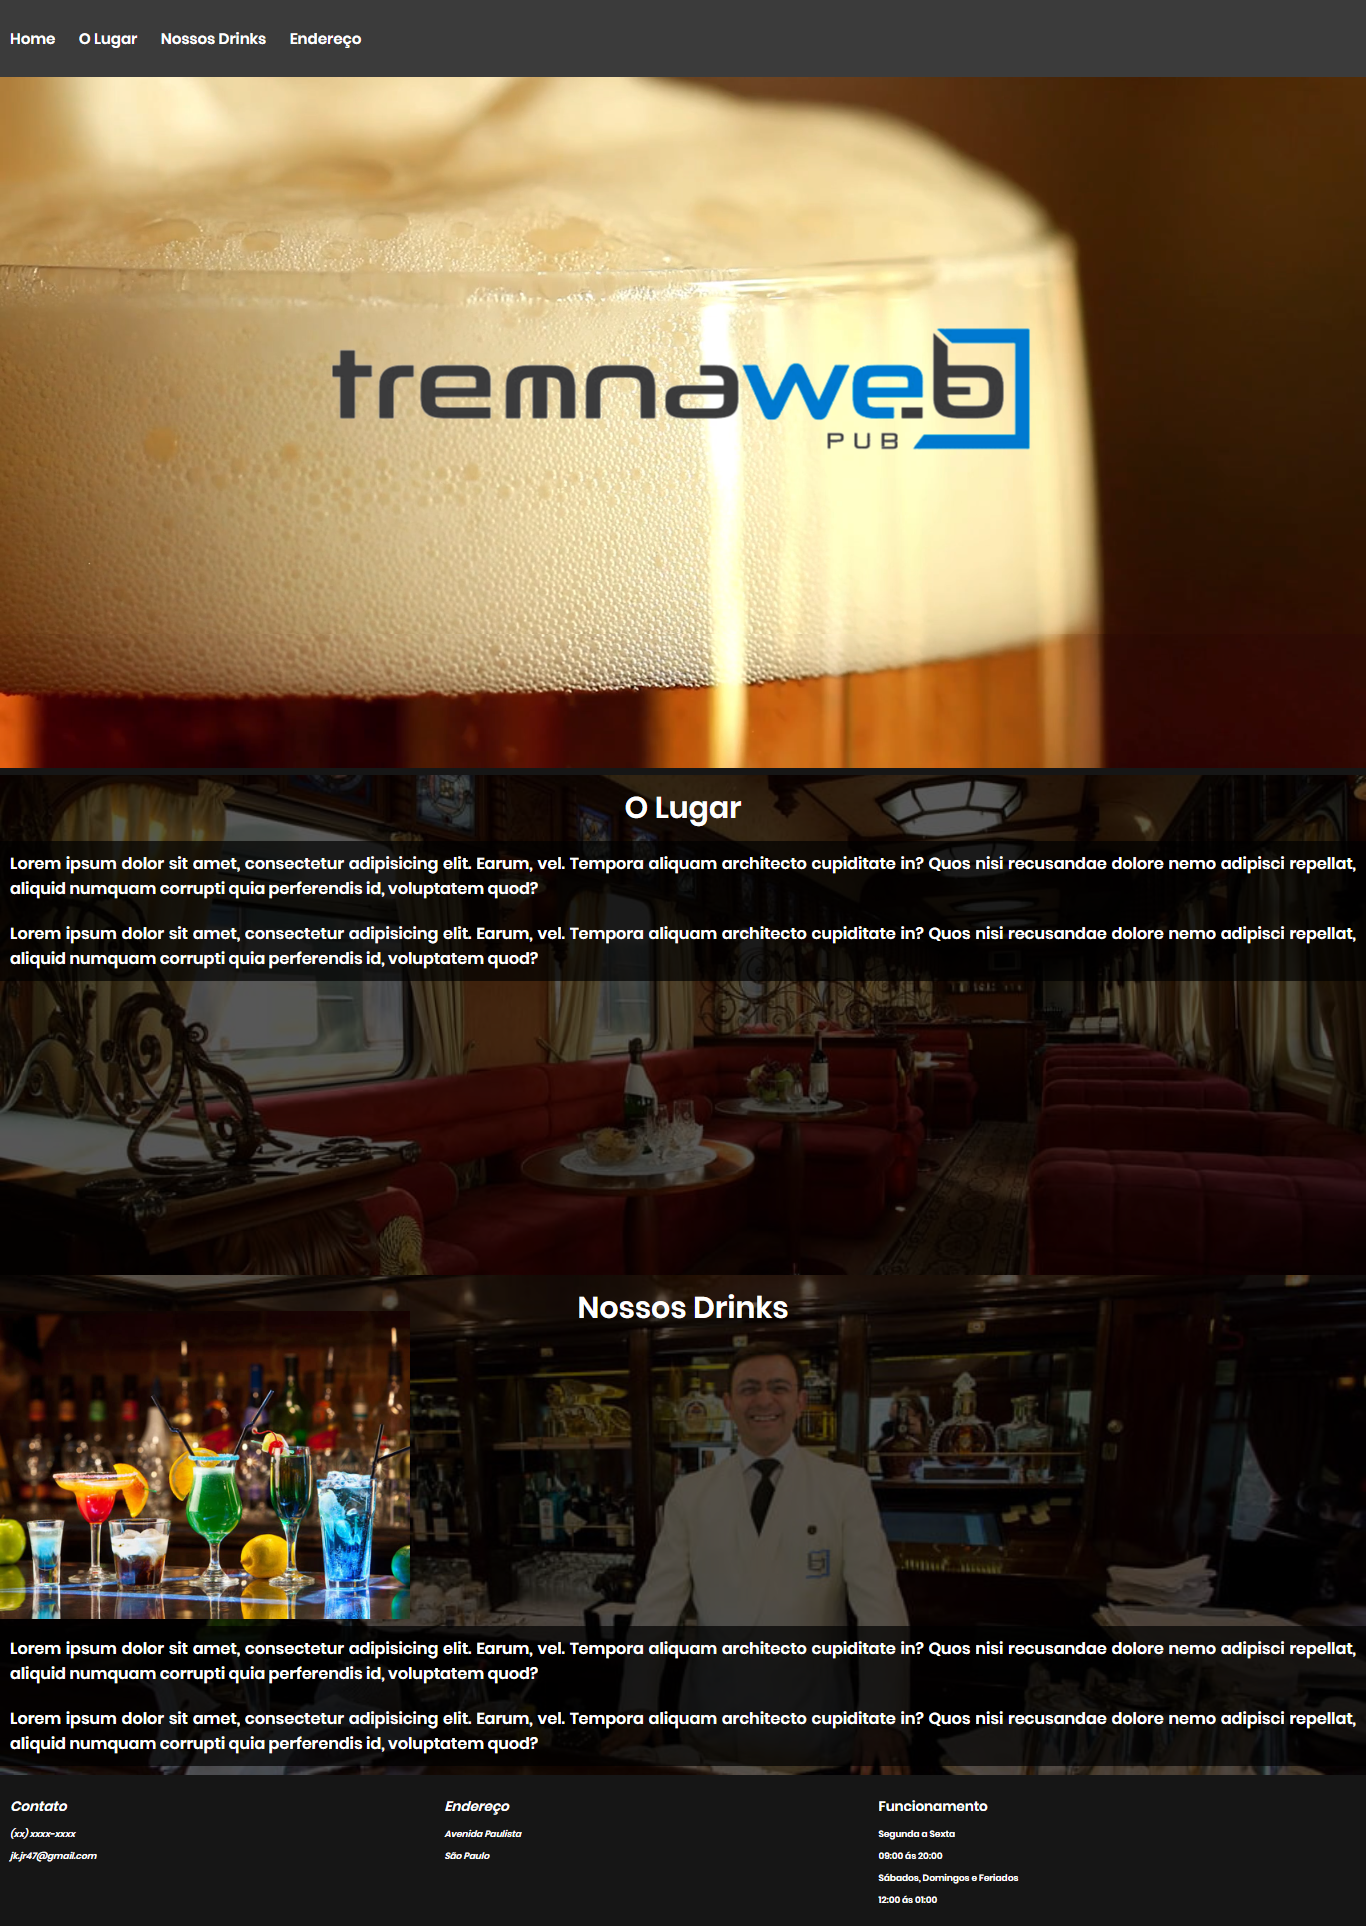 Home O Lugar Nossos Drinks Endereço
tremnaweb
PUB
O Lugar
Lorem ipsum dolor sit amet, consectetur adipisicing elit. Earum, vel. Tempora aliquam architecto cupiditate in? Quos nisi recusandae dolore nemo adipisci repellat,
aliquid numquam corrupti quia perferendis id, voluptatem quod?
Lorem ipsum dolor sit amet, consectetur adipisicing elit. Earum, vel. Tempora aliquam architecto cupiditate in? Quos nisi recusandae dolore nemo adipisci repellat,
aliquid numquam corrupti quia perferendis id, voluptatem quod?
Nossos Drinks
Lorem ipsum dolor sit amet, consectetur adipisicing elit. Earum, vel. Tempora aliquam architecto cupiditate in? Quos nisi recusandae dolore nemo adipisci repellat,
aliquid numquam corrupti quia perferendis id, voluptatem quod?
Lorem ipsum dolor sit amet, consectetur adipisicing elit. Earum, vel. Tempora aliquam architecto cupiditate in? Quos nisi recusandae dolore nemo adipisci repellat,
aliquid numquam corrupti quia perferendis id, voluptatem quod?
Contato
(xx) xxxx-xxxx
jk.jr47@gmail.com
Endereço
Avenida Paulista
São Paulo
Funcionamento
Segunda a Sexta
09:00 ás 20:00
Sábados, Domingos e Feriados
12:00 ás 01:00